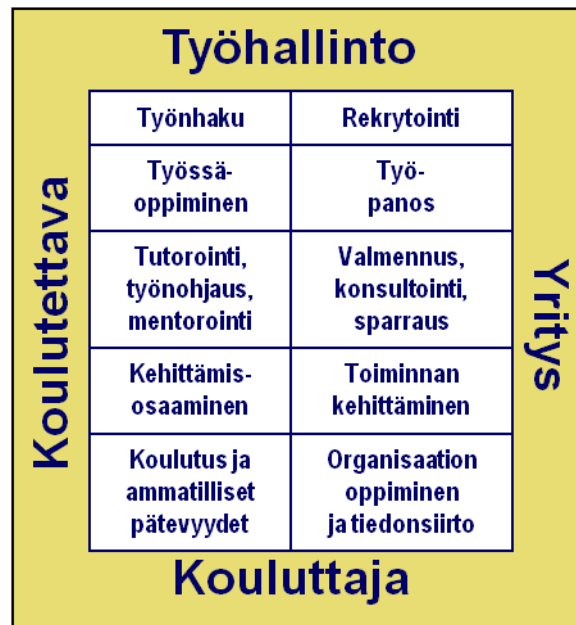 Työhallinto
Koulutettava
Työnhaku
Rekrytointi
Työssä-
oppiminen
Työ-
panos
Tutorointi,
työnohjaus,
mentorointi
Valmennus,
konsultointi,
sparraus
Kehittämis-
osaaminen
Toiminnan
kehittäminen
Koulutus ja
ammatilliset
pätevyydet
Organisaation
oppiminen
ja tiedonsiirto
Yritys
Kouluttaja